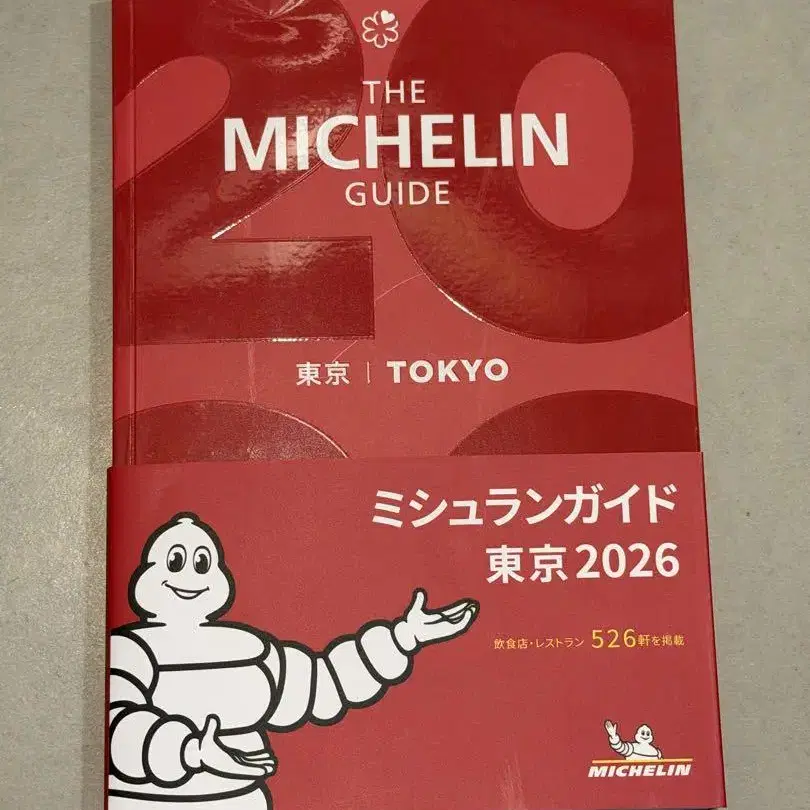 20
THE
MICHELIN
GUIDE
東京 | TOKYO
ミシュランガイド
東京2026
飲食店・レストラン 526軒を掲載
MICHELIN